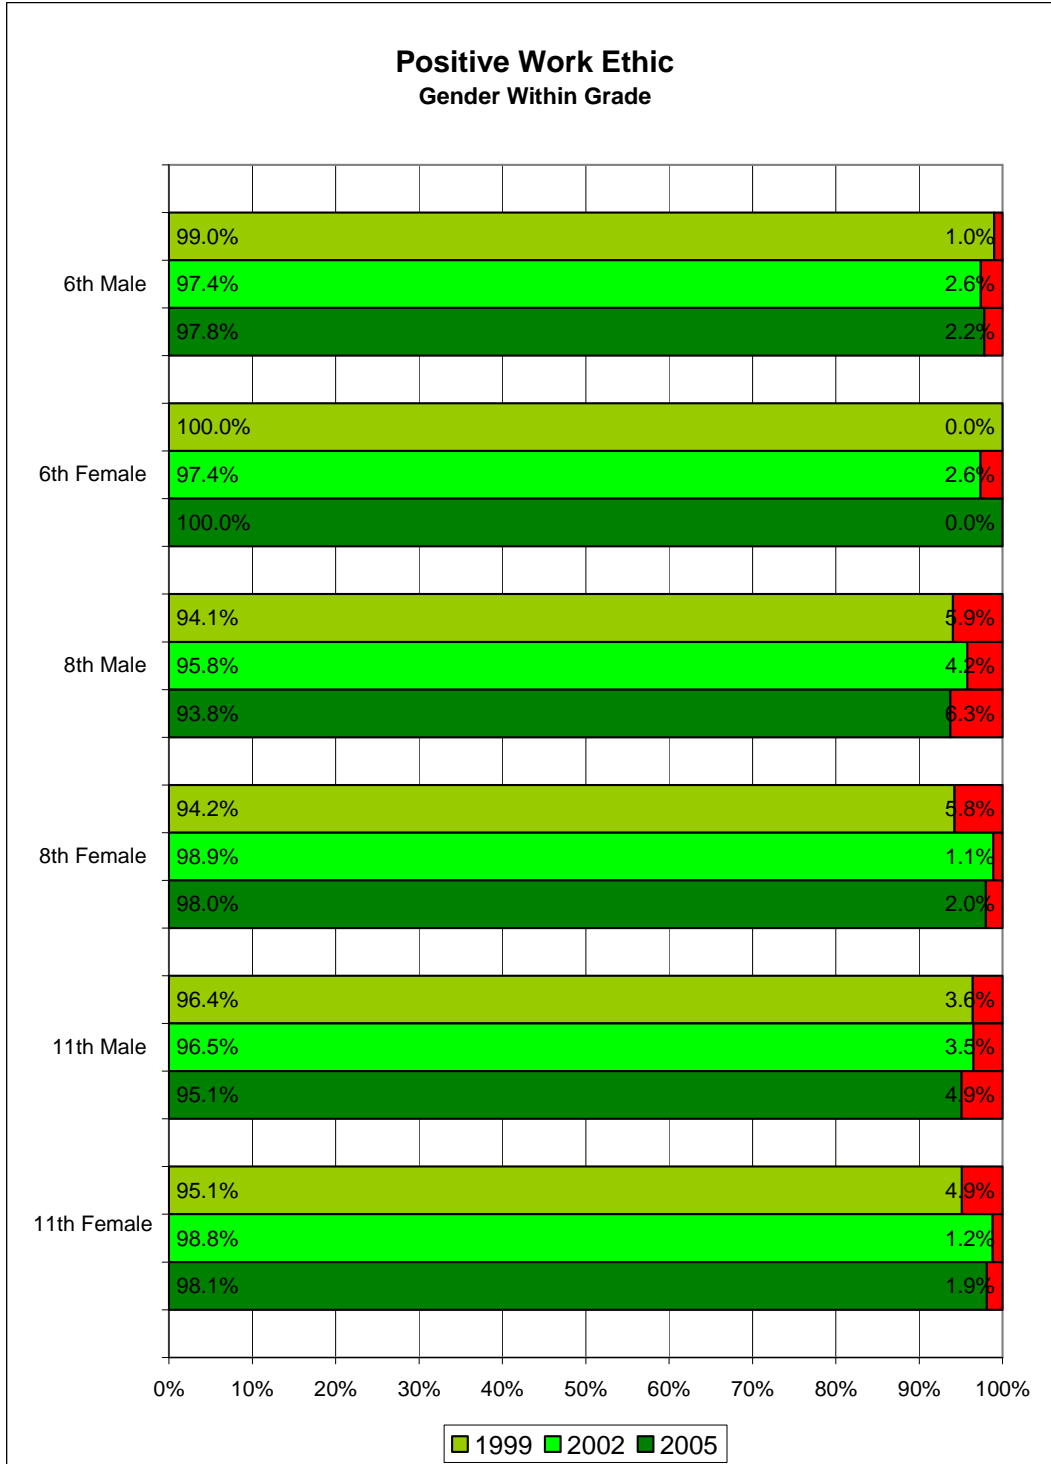 Positive Work Ethic
Gender Within Grade
99.0% 1.0%
6th Male 97.4% 2.6%
97.8% 2.2%
100.0% 0.0%
6th Female 97.4% 2.6%
100.0% 0.0%
94.1% 5.9%
8th Male 95.8% 4.2%
93.8% 6.3%
94.2% 5.8%
8th Female 98.9% 1.1%
98.0% 2.0%
96.4% 3.6%
11th Male 96.5% 3.5%
95.1% 4.9%
95.1% 4.9%
11th Female 98.8% 1.2%
98.1% 1.9%
0% 10% 20% 30% 40% 50% 60% 70% 80% 90% 100%
1999 2002 2005